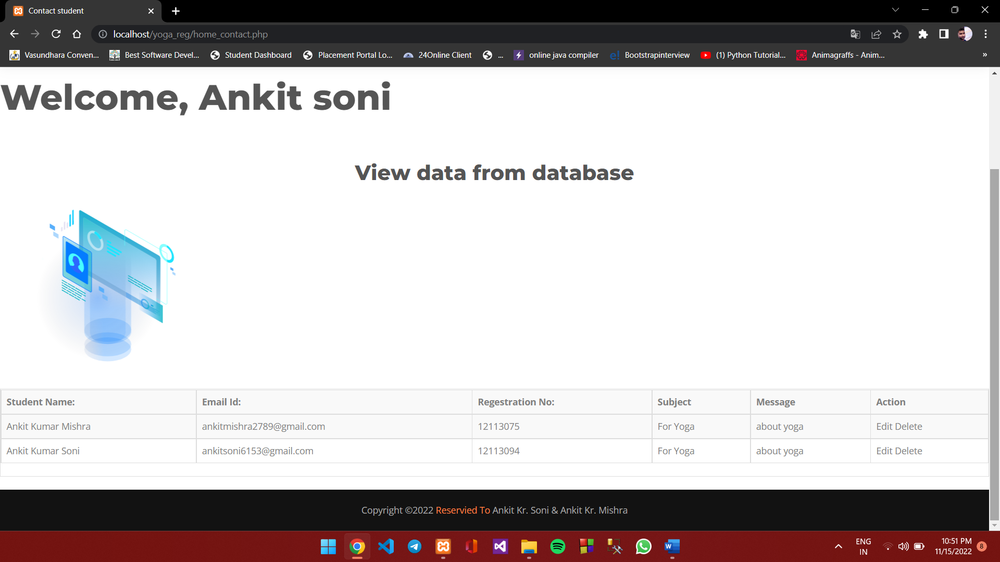 Contact student
localhost/yoga_reg/home_contact.php
Vasundhara Conven... Best Software Devel... Student Dashboard Placement Portal Lo... 24Online Client ... online java compiler e! Bootstrapinterview (1) Python Tutorial... Animagraffs - Anim... »
Welcome, Ankit soni
View data from database
Student Name: Email Id: Regestration No: Subject Message Action
Ankit Kumar Mishra ankitmishra2789@gmail.com 12113075 For Yoga about yoga Edit Delete
Ankit Kumar Soni ankitsoni6153@gmail.com 12113094 For Yoga about yoga Edit Delete
Copyright ©2022 Reservied To Ankit Kr. Soni & Ankit Kr. Mishra
ENG 10:51 PM
IN 11/15/2022 8